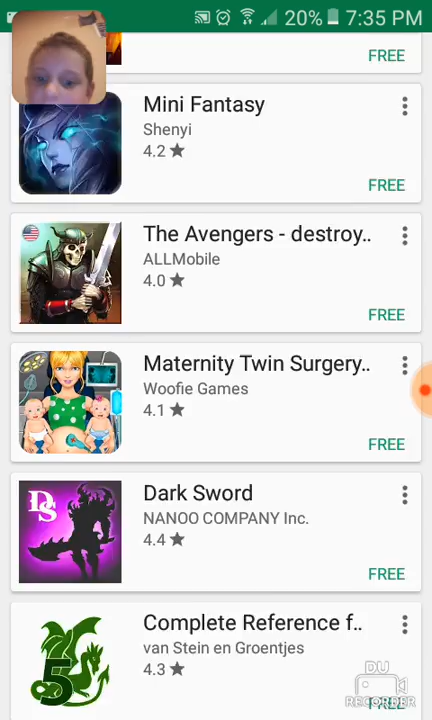 20% 7:35 PM
FREE
Mini Fantasy
Shenyi
4.2
FREE
The Avengers - destroy..
ALLMobile
4.0
FREE
Maternity Twin Surgery..
Woofie Games
4.1
FREE
DS
Dark Sword
NANOO COMPANY Inc.
4.4
FREE
5
Complete Reference f..
van Stein en Groentjes
4.3
FREE
DU
RECORDER